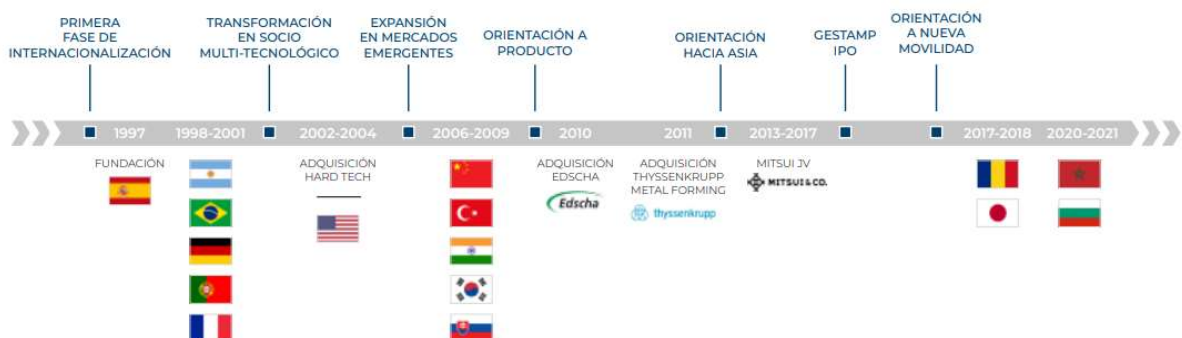 PRIMERA
FASE DE
INTERNACIONALIZACIÓN
TRANSFORMACIÓN
EN SOCIO
MULTI-TECNOLÓGICO
EXPANSIÓN
EN MERCADOS
EMERGENTES
ORIENTACIÓN A
PRODUCTO
ORIENTACIÓN
HACIA ASIA
GESTAMP
IPO
ORIENTACIÓN
A NUEVA
MOVILIDAD
1997
1998-2001
2002-2004
2006-2009
2010
2011
2013-2017
2017-2018
2020-2021
FUNDACIÓN
ADQUISICIÓN
HARD TECH
ADQUISICIÓN
EDSCHA
Edscha
ADQUISICIÓN
THYSSENKRUPP
METAL FORMING
thyssenkrupp
MITSUI JV
MITSUI & CO.